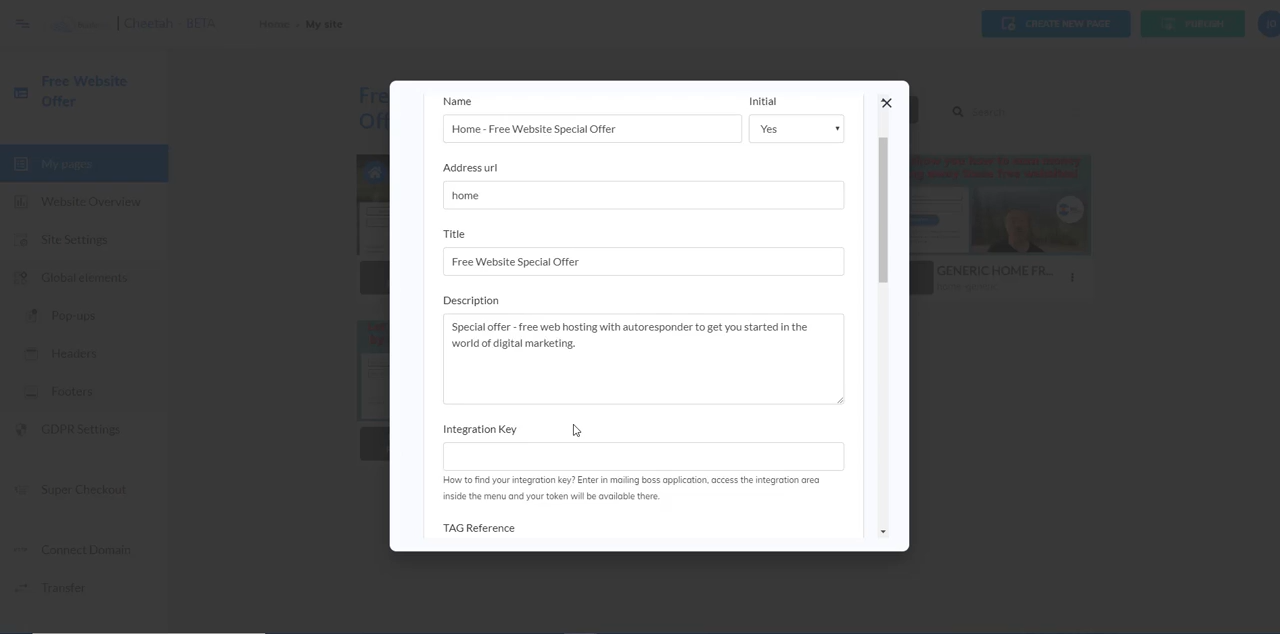 Cheetah BETA
Home
My site
CREATE NEW PAGE
PUBLISH
Free Website
Offer
My pages
Website Overview
Site Settings
Global elements
Pop-ups
Headers
Footers
GDPR Settings
Super Checkout
Connect Domain
Transfer
Search
GENERIC HOME FR...
Name
Initial
Home - Free Website Special Offer
Yes
Address url
home
Title
Free Website Special Offer
Description
Special offer - free web hosting with autoresponder to get you started in the
world of digital marketing.
Integration Key
How to find your integration key? Enter in mailing boss application, access the integration area
inside the menu and your token will be available there.
TAG Reference